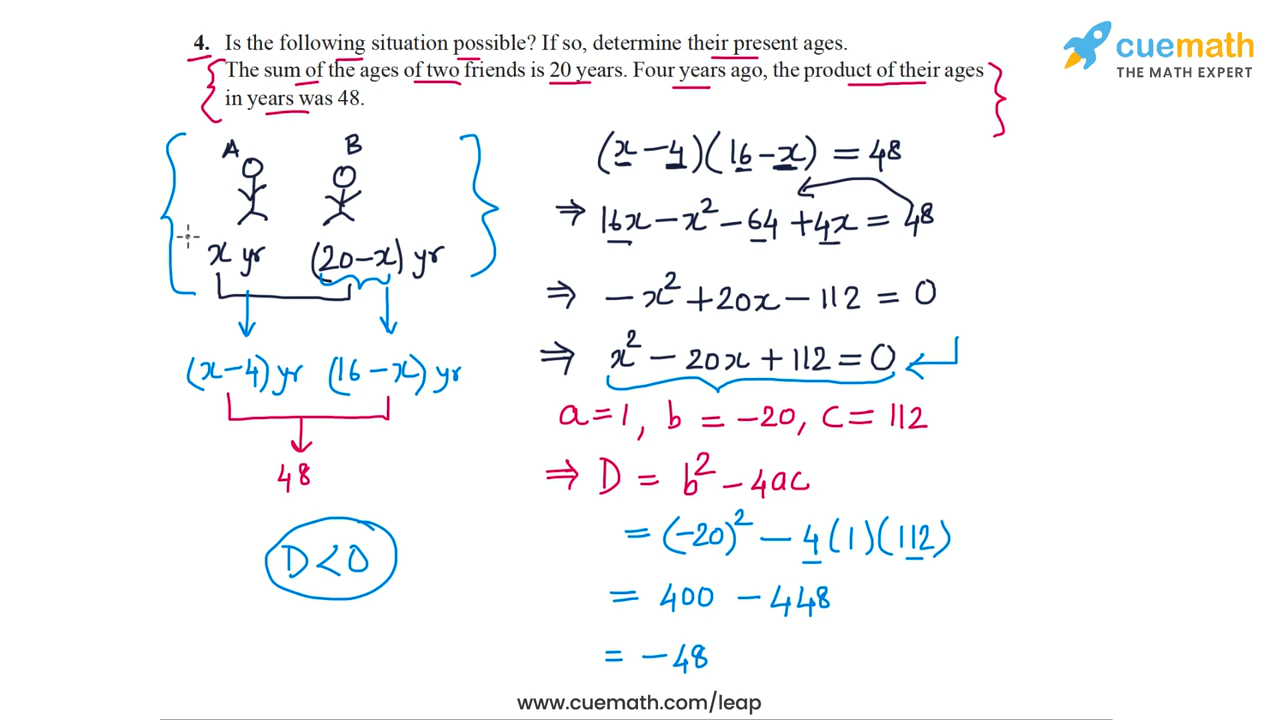 4. Is the following situation possible? If so, determine their present ages.
The sum of the ages of two friends is 20 years. Four years ago, the product of their ages
in years was 48.
cuemath
THE MATH EXPERT
A B
x yr (20-x) yr
(x-4) yr (16-x) yr
48
D<0
(x-4)(16-x) = 48
⇒ 16x-x²-64+4x = 48
⇒ -x²+20x-112 = 0
⇒ x²-20x+112=0
a=1, b = -20, c= 112
⇒ D = b²-4ac
= (-20)² - 4(1)(112)
= 400 - 448
= -48
www.cuemath.com/leap